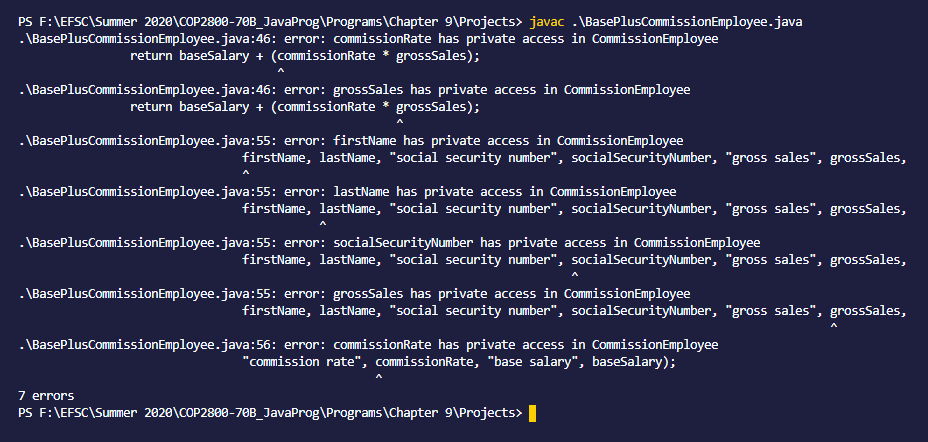 PS F:\EFSC\Summer 2020\COP2800-70B_JavaProg\Programs\Chapter 9\Projects> javac .\BasePlusCommissionEmployee.java
.\BasePlusCommissionEmployee.java:46: error: commissionRate has private access in CommissionEmployee
return baseSalary + (commissionRate * grossSales);
^
.\BasePlusCommissionEmployee.java:46: error: grossSales has private access in CommissionEmployee
return baseSalary + (commissionRate * grossSales);
^
.\BasePlusCommissionEmployee.java:55: error: firstName has private access in CommissionEmployee
firstName, lastName, "social security number", socialSecurityNumber, "gross sales", grossSales,
^
.\BasePlusCommissionEmployee.java:55: error: lastName has private access in CommissionEmployee
firstName, lastName, "social security number", socialSecurityNumber, "gross sales", grossSales,
^
.\BasePlusCommissionEmployee.java:55: error: socialSecurityNumber has private access in CommissionEmployee
firstName, lastName, "social security number", socialSecurityNumber, "gross sales", grossSales,
^
.\BasePlusCommissionEmployee.java:55: error: grossSales has private access in CommissionEmployee
firstName, lastName, "social security number", socialSecurityNumber, "gross sales", grossSales,
^
.\BasePlusCommissionEmployee.java:56: error: commissionRate has private access in CommissionEmployee
"commission rate", commissionRate, "base salary", baseSalary);
^
7 errors
PS F:\EFSC\Summer 2020\COP2800-70B_JavaProg\Programs\Chapter 9\Projects>